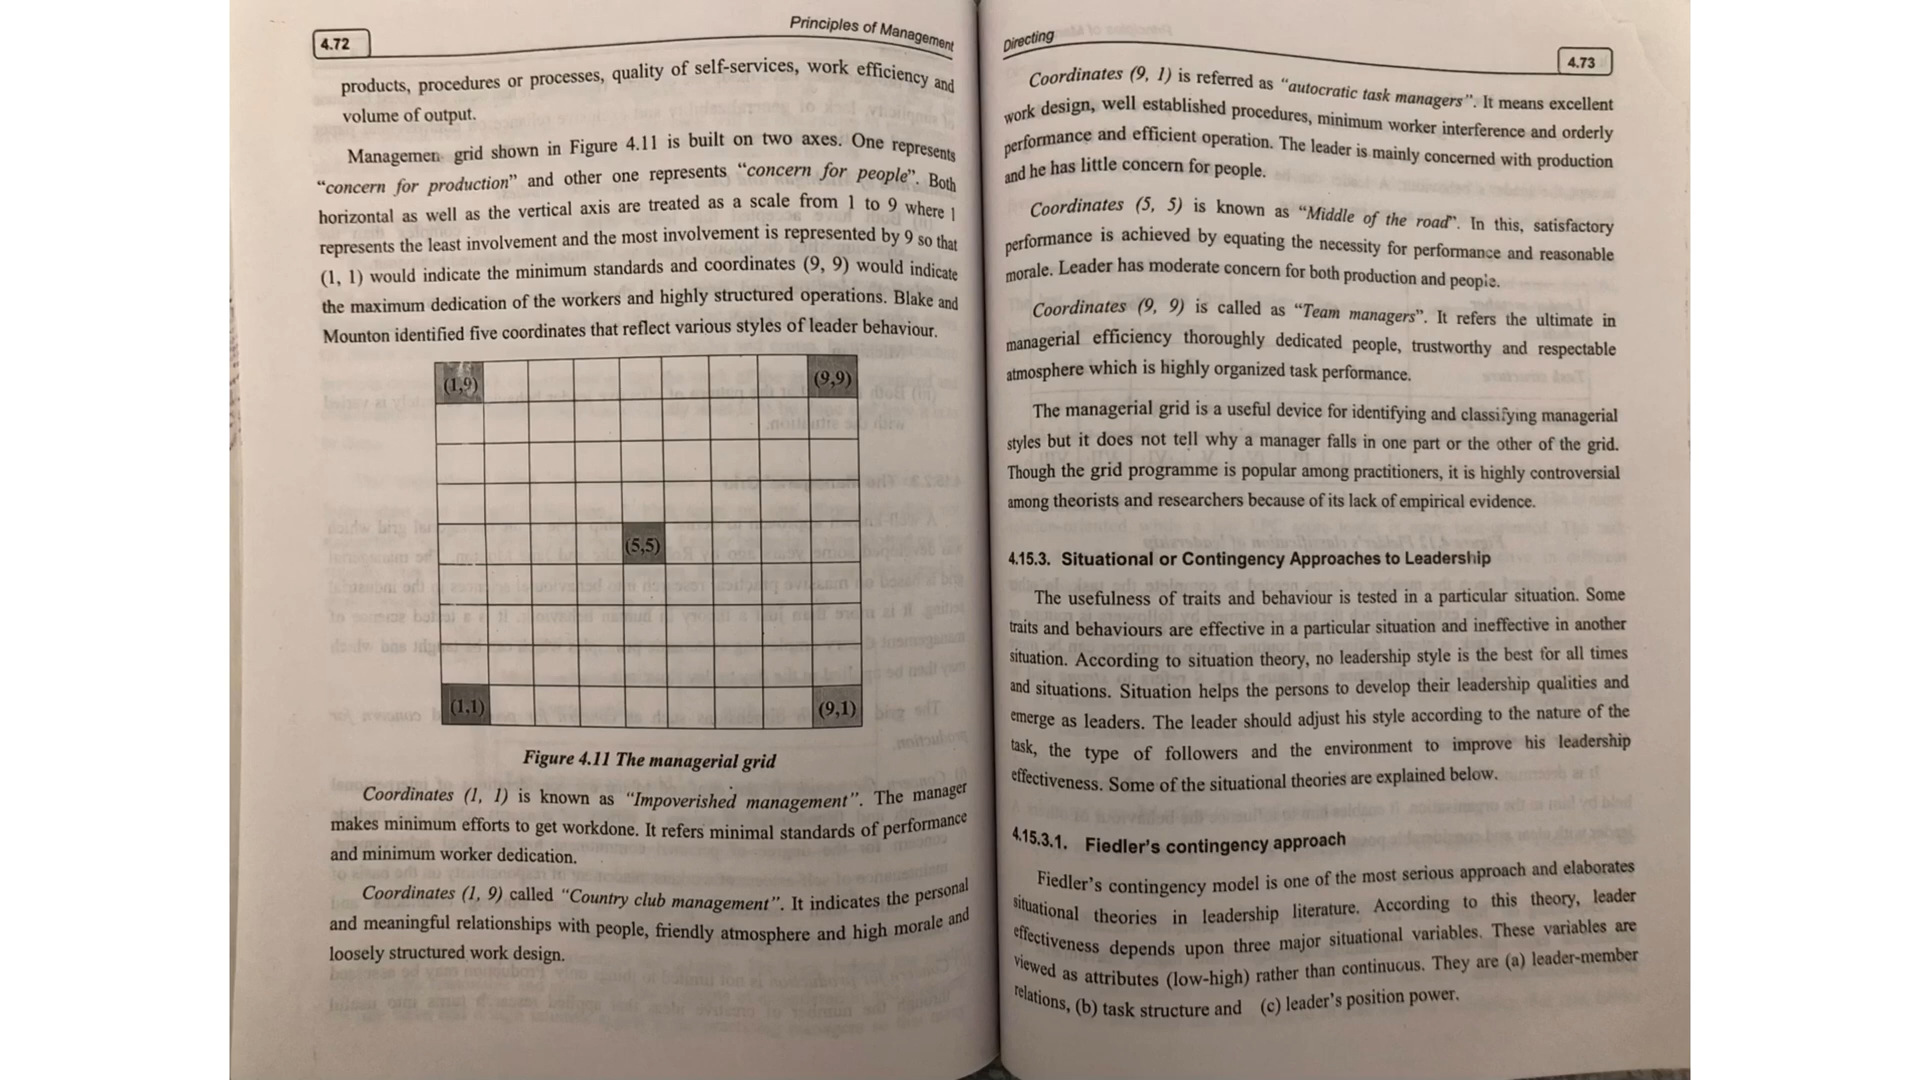 4.72
Principles of Management
products, procedures or processes, quality of self-services, work efficiency and
volume of output.
Managemen grid shown in Figure 4.11 is built on two axes. One represents
“concern for production” and other one represents “concern for people”. Both
horizontal as well as the vertical axis are treated as a scale from 1 to 9 where 1
represents the least involvement and the most involvement is represented by 9 so that
(1, 1) would indicate the minimum standards and coordinates (9, 9) would indicate
the maximum dedication of the workers and highly structured operations. Blake and
Mounton identified five coordinates that reflect various styles of leader behaviour.
(1,9)
(9,9)
(5,5)
(1,1)
(9,1)
Figure 4.11 The managerial grid
Coordinates (1, 1) is known as “Impoverished management”. The manager
makes minimum efforts to get workdone. It refers minimal standards of performance
and minimum worker dedication.
Coordinates (1, 9) called “Country club management”. It indicates the personal
and meaningful relationships with people, friendly atmosphere and high morale and
loosely structured work design.
Directing
4.73
Coordinates (9, 1) is referred as “autocratic task managers”. It means excellent
work design, well established procedures, minimum worker interference and orderly
performance and efficient operation. The leader is mainly concerned with production
and he has little concern for people.
Coordinates (5, 5) is known as “Middle of the road”. In this, satisfactory
performance is achieved by equating the necessity for performance and reasonable
morale. Leader has moderate concern for both production and people.
Coordinates (9, 9) is called as “Team managers”. It refers the ultimate in
managerial efficiency thoroughly dedicated people, trustworthy and respectable
atmosphere which is highly organized task performance.
The managerial grid is a useful device for identifying and classifying managerial
styles but it does not tell why a manager falls in one part or the other of the grid.
Though the grid programme is popular among practitioners, it is highly controversial
among theorists and researchers because of its lack of empirical evidence.
4.15.3. Situational or Contingency Approaches to Leadership
The usefulness of traits and behaviour is tested in a particular situation. Some
traits and behaviours are effective in a particular situation and ineffective in another
situation. According to situation theory, no leadership style is the best for all times
and situations. Situation helps the persons to develop their leadership qualities and
emerge as leaders. The leader should adjust his style according to the nature of the
task, the type of followers and the environment to improve his leadership
effectiveness. Some of the situational theories are explained below.
4.15.3.1. Fiedler’s contingency approach
Fiedler’s contingency model is one of the most serious approach and elaborates
situational theories in leadership literature. According to this theory, leader
effectiveness depends upon three major situational variables. These variables are
viewed as attributes (low-high) rather than continuous. They are (a) leader-member
relations, (b) task structure and (c) leader’s position power.